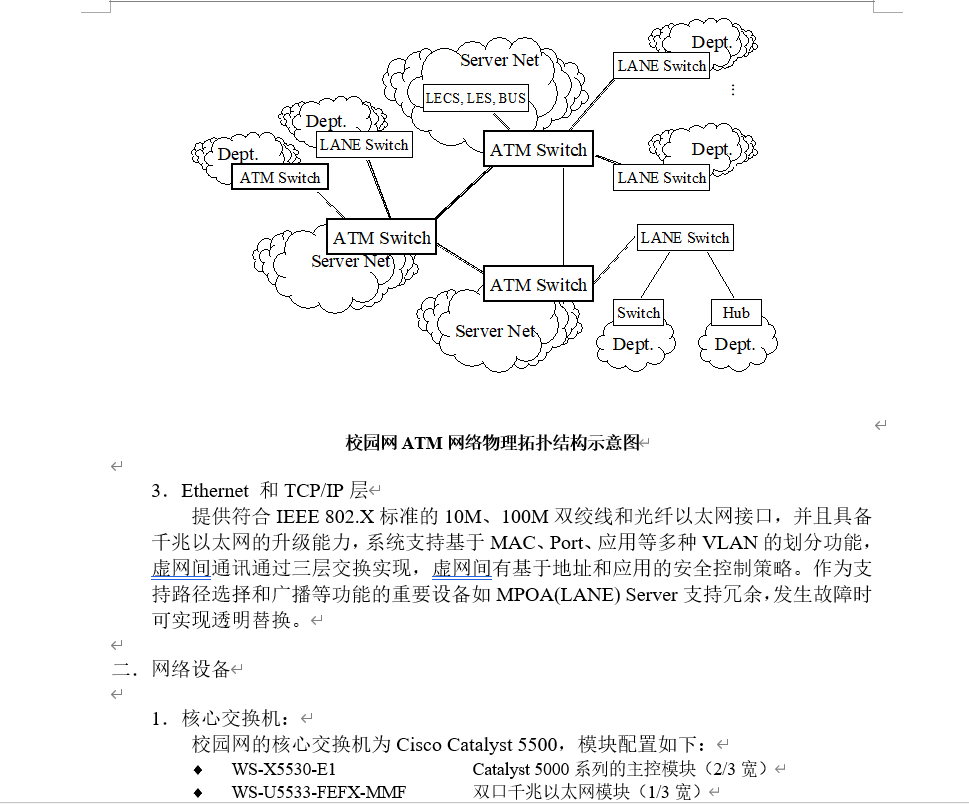 Dept.
LANE Switch
⋮
Server Net
LECS, LES, BUS
Dept.
LANE Switch
Dept.
ATM Switch
ATM Switch
Dept.
LANE Switch
ATM Switch
Server Net
LANE Switch
ATM Switch
Server Net
Switch
Dept.
Hub
Dept.
校园网 ATM 网络物理拓扑结构示意图
3．Ethernet 和 TCP/IP 层
提供符合 IEEE 802.X 标准的 10M、100M 双绞线和光纤以太网接口，并且具备
千兆以太网的升级能力，系统支持基于 MAC、Port、应用等多种 VLAN 的划分功能，
虚网间通讯通过三层交换实现，虚网间有基于地址和应用的安全控制策略。作为支
持路径选择和广播等功能的重要设备如 MPOA(LANE) Server 支持冗余，发生故障时
可实现透明替换。
二．网络设备
1．核心交换机：
校园网的核心交换机为 Cisco Catalyst 5500，模块配置如下：
♦ WS-X5530-E1 Catalyst 5000 系列的主控模块（2/3 宽）
♦ WS-U5533-FEFX-MMF 双口千兆以太网模块（1/3 宽）